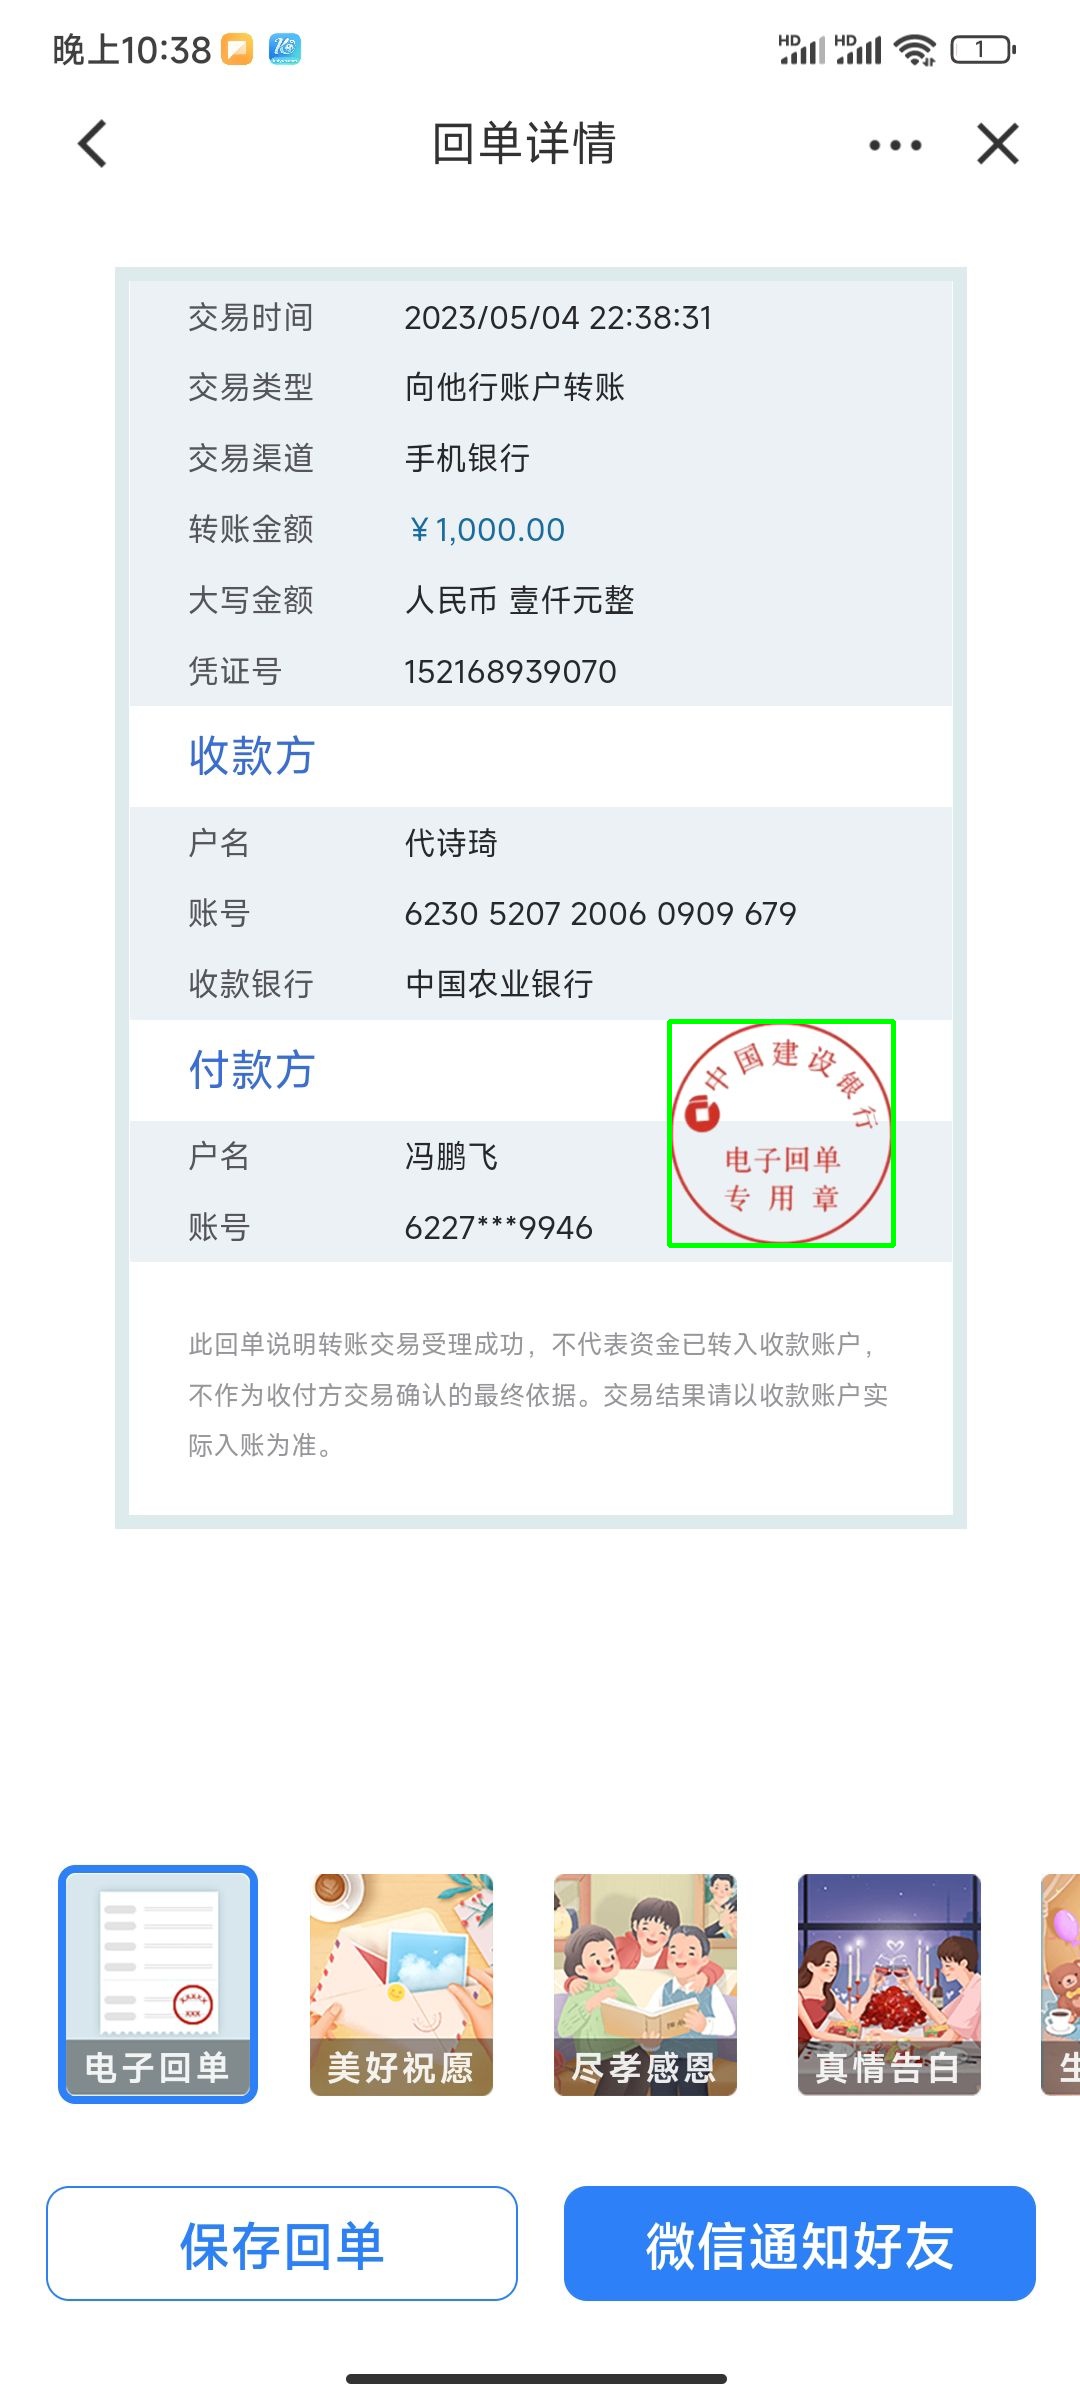 晚上10:38
HD HD 1
回单详情
交易时间 2023/05/04 22:38:31
交易类型 向他行账户转账
交易渠道 手机银行
转账金额 ¥1,000.00
大写金额 人民币 壹仟元整
凭证号 152168939070
收款方
户名 代诗琦
账号 6230 5207 2006 0909 679
收款银行 中国农业银行
付款方
中国建设银行
电子回单
专用章
户名 冯鹏飞
账号 6227***9946
此回单说明转账交易受理成功，不代表资金已转入收款账户，
不作为收付方交易确认的最终依据。交易结果请以收款账户实
际入账为准。
XXXXX
XXX
电子回单 美好祝愿 尽孝感恩 真情告白 生
保存回单 微信通知好友